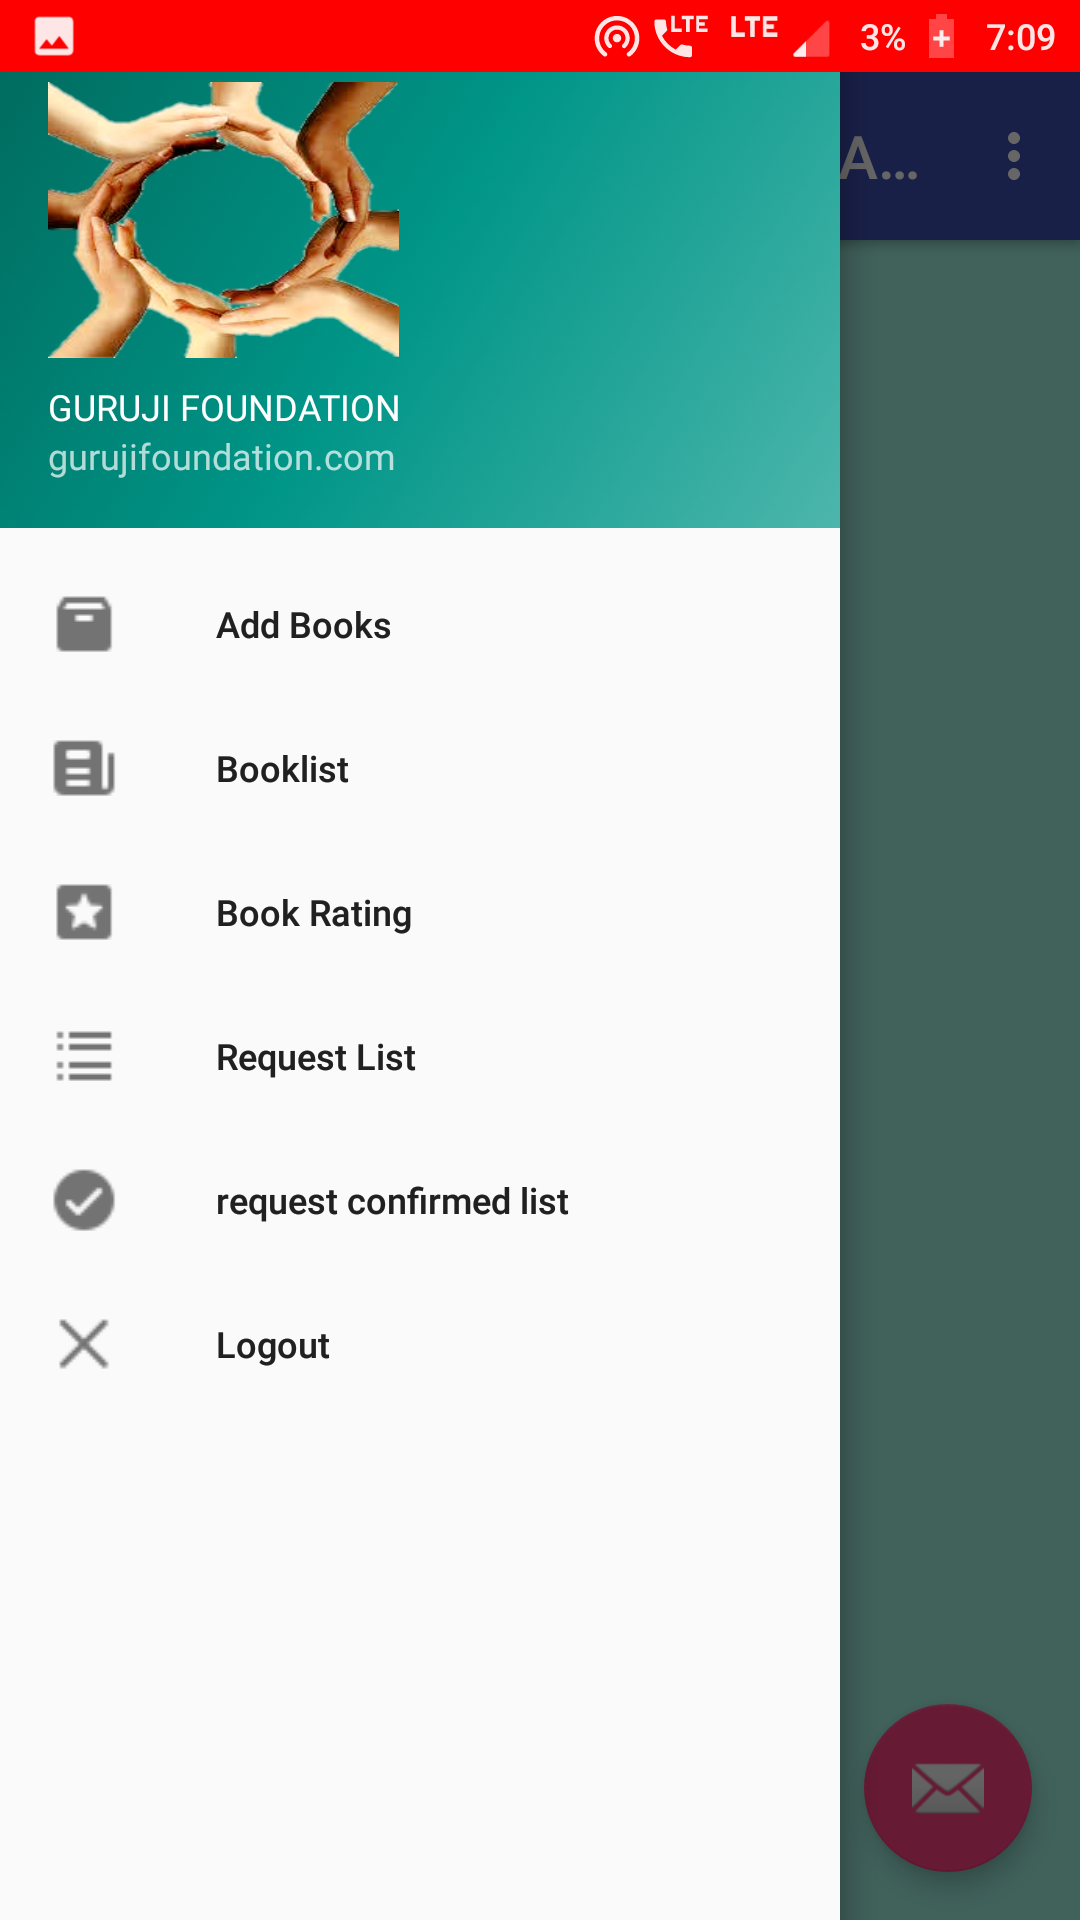 LTE LTE 3% 7:09
A...
GURUJI FOUNDATION
gurujifoundation.com
Add Books
Booklist
Book Rating
Request List
request confirmed list
Logout